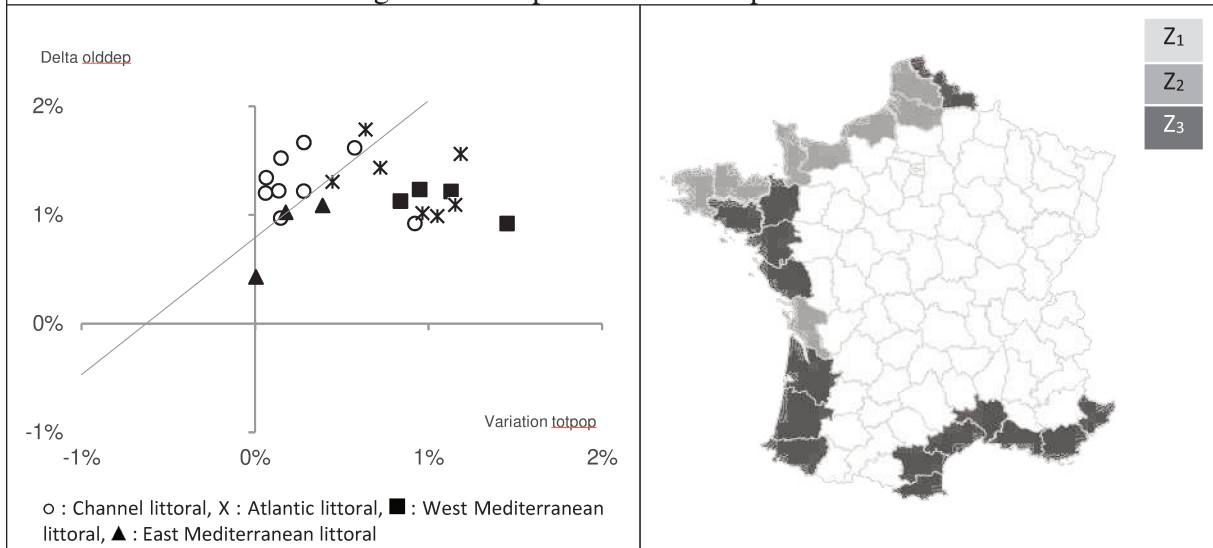 Delta olddep
2%
1%
0%
-1%
Variation totpop
-1%
0%
1%
2%
o : Channel littoral, X : Atlantic littoral, ■ : West Mediterranean
littoral, ▲ : East Mediterranean littoral
Z1
Z2
Z3